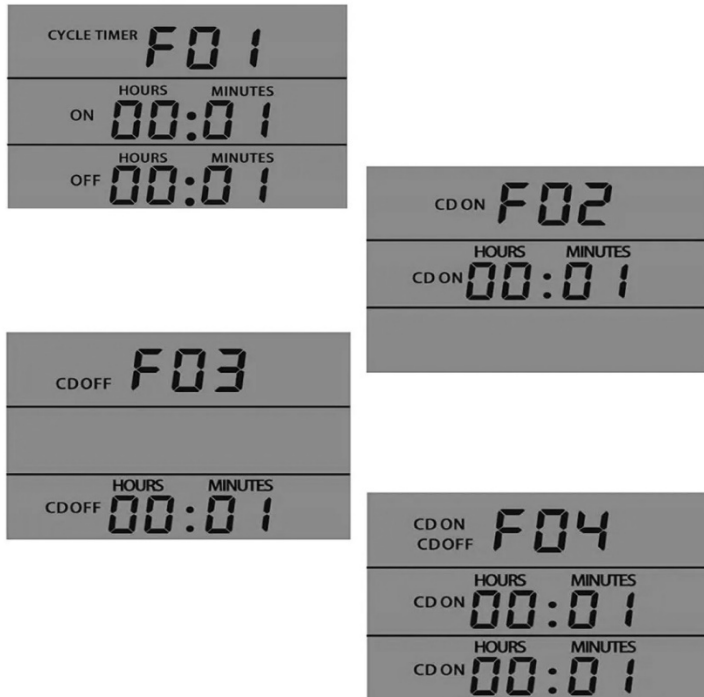 CYCLE TIMER F01
HOURS MINUTES
ON 00:01
HOURS MINUTES
OFF 00:01
CD ON F02
HOURS MINUTES
CD ON 00:01
CDOFF F03
HOURS MINUTES
CDOFF 00:01
CD ON
CDOFF F04
HOURS MINUTES
CD ON 00:01
HOURS MINUTES
CD ON 00:01